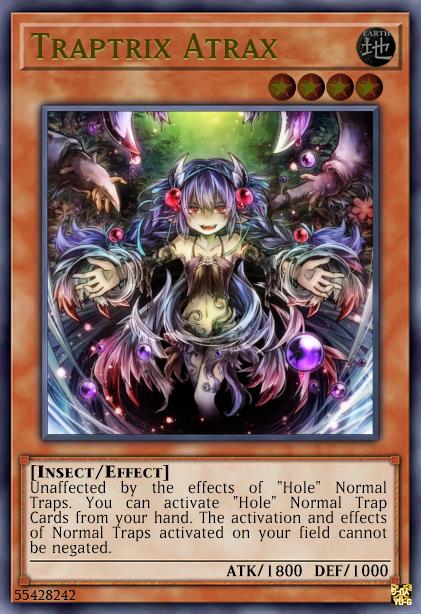 Traptrix Atrax
EARTH
地
[Insect/Effect]
Unaffected by the effects of "Hole" Normal
Traps. You can activate "Hole" Normal Trap
Cards from your hand. The activation and effects
of Normal Traps activated on your field cannot
be negated.
ATK/1800 DEF/1000
55428242